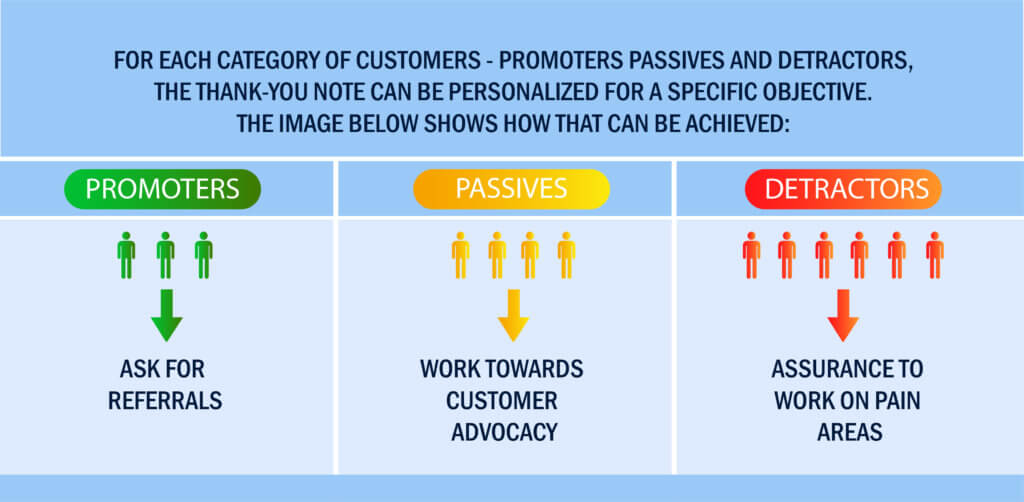 FOR EACH CATEGORY OF CUSTOMERS - PROMOTERS PASSIVES AND DETRACTORS,
THE THANK-YOU NOTE CAN BE PERSONALIZED FOR A SPECIFIC OBJECTIVE.
THE IMAGE BELOW SHOWS HOW THAT CAN BE ACHIEVED:
PROMOTERS
ASK FOR
REFERRALS
PASSIVES
WORK TOWARDS
CUSTOMER
ADVOCACY
DETRACTORS
ASSURANCE TO
WORK ON PAIN
AREAS